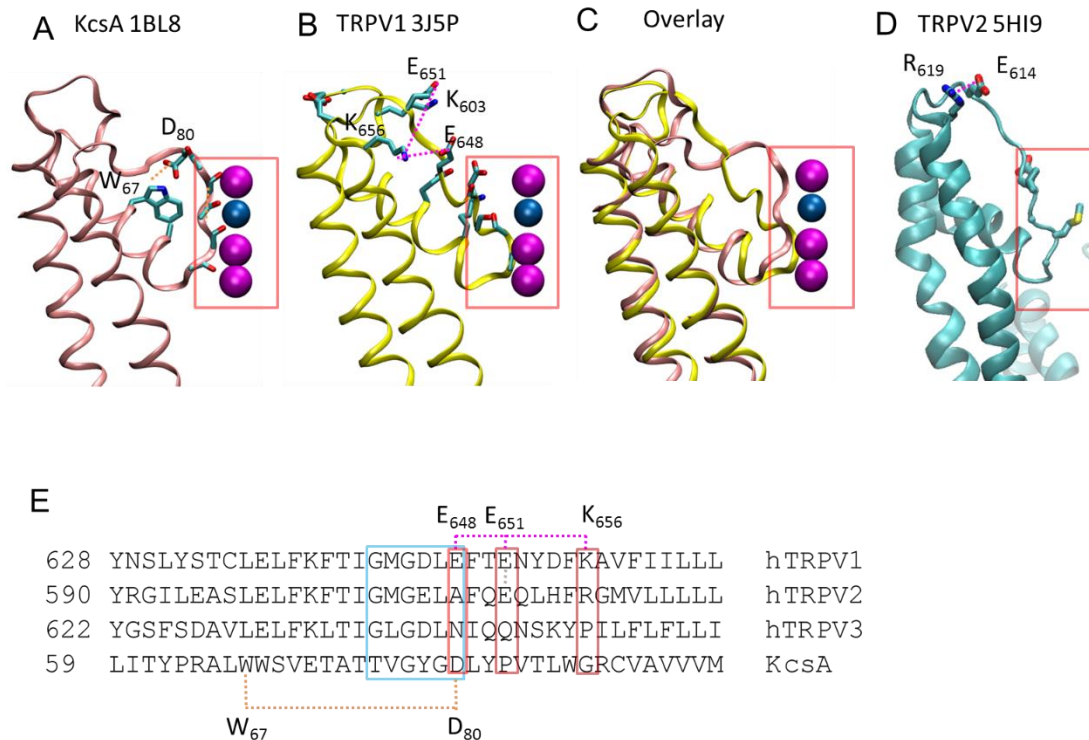 A KcsA 1BL8
B TRPV1 3J5P
C Overlay
D TRPV2 5HI9
D80
W67
E651
K603
K656
E648
R619
E614
E
E648 E651 K656
628 YNSLYSTCLELFKFTIGMGDLEFTENYDFKAVFIILLL hTRPV1
590 YRGILEASLELFKFTIGMGELAFQEQLHFRGMVLLLLL hTRPV2
622 YGSFSDAVLELFKLTIGLGDLNIQQNSKYPILFLFLLI hTRPV3
59 LITYPRALWWSVETATTVGYGDLYPVTLWGRCVAVVVM KcsA
W67 D80